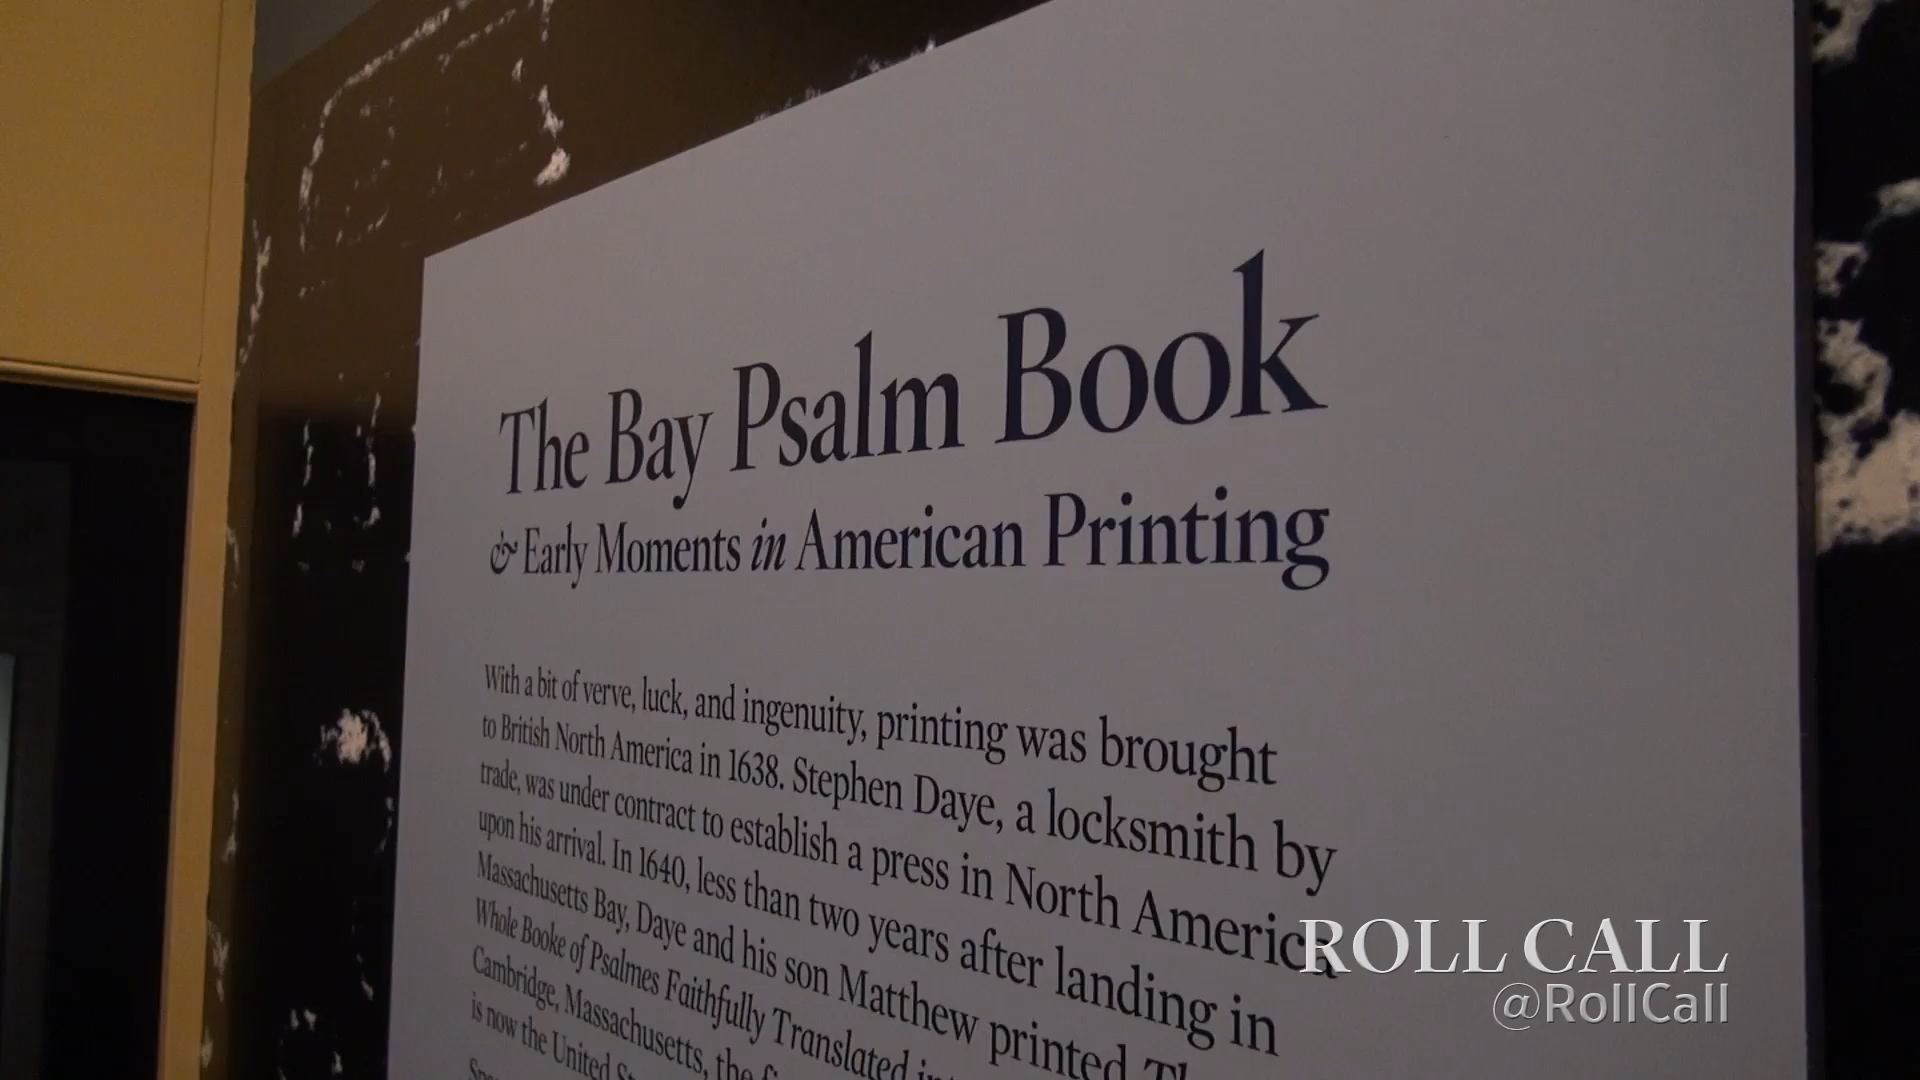 The Bay Psalm Book
& Early Moments in American Printing
With a bit of verve, luck, and ingenuity, printing was brought
to British North America in 1638. Stephen Daye, a locksmith by
trade, was under contract to establish a press in North America
upon his arrival. In 1640, less than two years after landing in
Massachusetts Bay, Daye and his son Matthew printed
Whole Booke of Psalmes Faithfully Translated
Cambridge, Massachusetts, the
is now the United
ROLL CALL
@RollCall